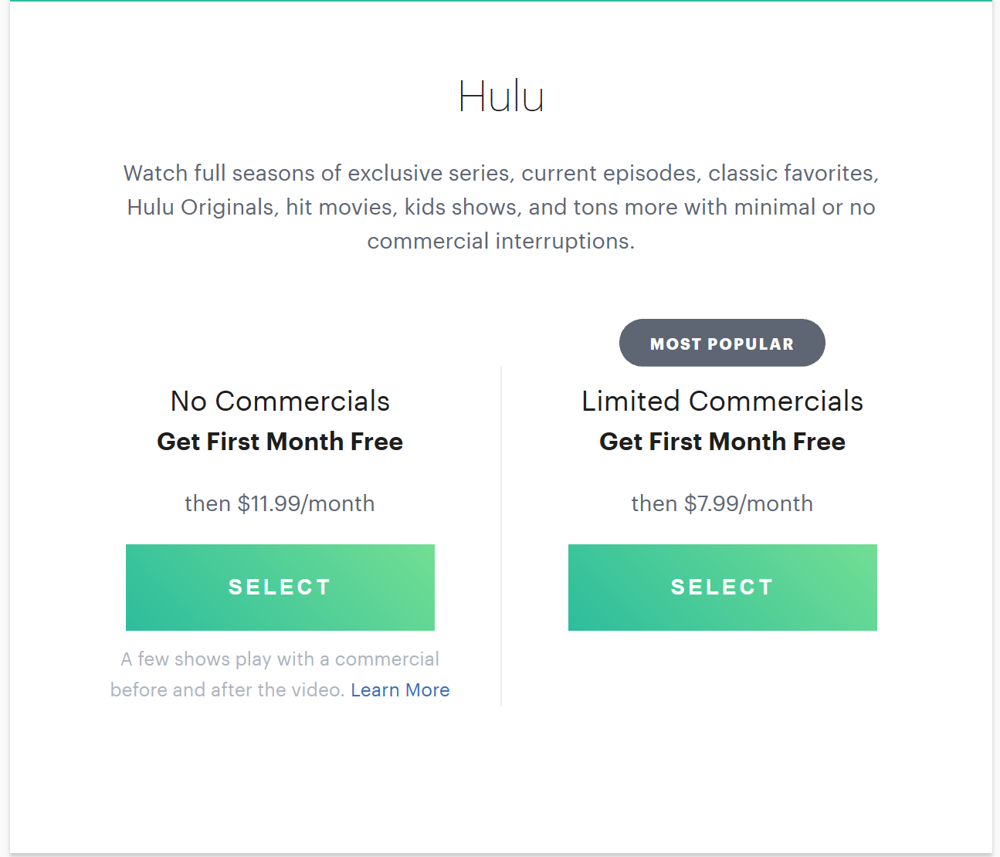 Hulu
Watch full seasons of exclusive series, current episodes, classic favorites,
Hulu Originals, hit movies, kids shows, and tons more with minimal or no
commercial interruptions.
No Commercials
Get First Month Free
then $11.99/month
SELECT
A few shows play with a commercial
before and after the video. Learn More
MOST POPULAR
Limited Commercials
Get First Month Free
then $7.99/month
SELECT